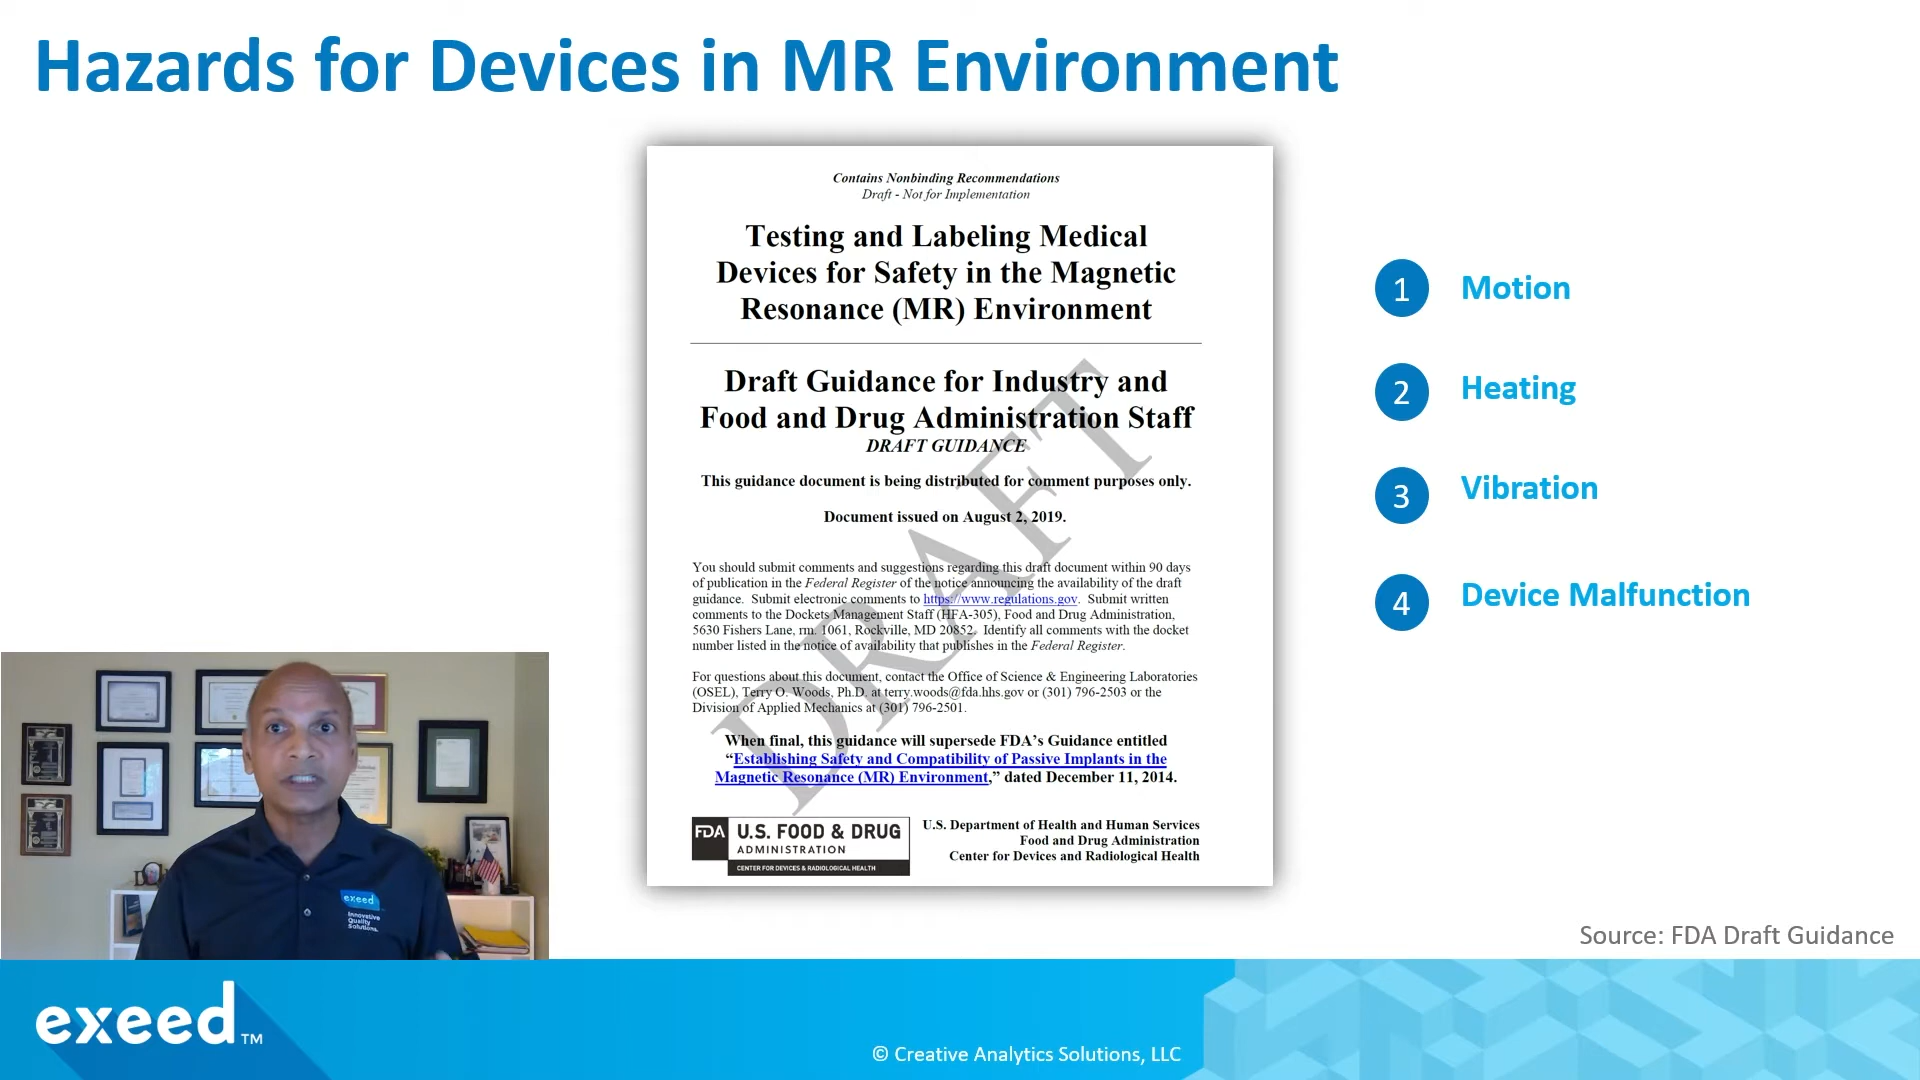 Hazards for Devices in MR Environment
Contains Nonbinding Recommendations
Draft - Not for Implementation
Testing and Labeling Medical
Devices for Safety in the Magnetic
Resonance (MR) Environment
Draft Guidance for Industry and
Food and Drug Administration Staff
DRAFT GUIDANCE
This guidance document is being distributed for comment purposes only.
Document issued on August 2, 2019.
You should submit comments and suggestions regarding this draft document within 90 days
of publication in the Federal Register of the notice announcing the availability of the draft
guidance. Submit electronic comments to https://www.regulations.gov. Submit written
comments to the Dockets Management Staff (HFA-305), Food and Drug Administration,
5630 Fishers Lane, rm. 1061, Rockville, MD 20852. Identify all comments with the docket
number listed in the notice of availability that publishes in the Federal Register.
For questions about this document, contact the Office of Science & Engineering Laboratories
(OSEL), Terry O. Woods, Ph.D. at terry.woods@fda.hhs.gov or (301) 796-2503 or the
Division of Applied Mechanics at (301) 796-2501.
When final, this guidance will supersede FDA's Guidance entitled
"Establishing Safety and Compatibility of Passive Implants in the
Magnetic Resonance (MR) Environment," dated December 11, 2014.
DRAFT
FDA U.S. FOOD & DRUG
ADMINISTRATION
CENTER FOR DEVICES & RADIOLOGICAL HEALTH
U.S. Department of Health and Human Services
Food and Drug Administration
Center for Devices and Radiological Health
1 Motion
2 Heating
3 Vibration
4 Device Malfunction
exeed
Innovative
Quality
Solutions.
Source: FDA Draft Guidance
exeed™
© Creative Analytics Solutions, LLC